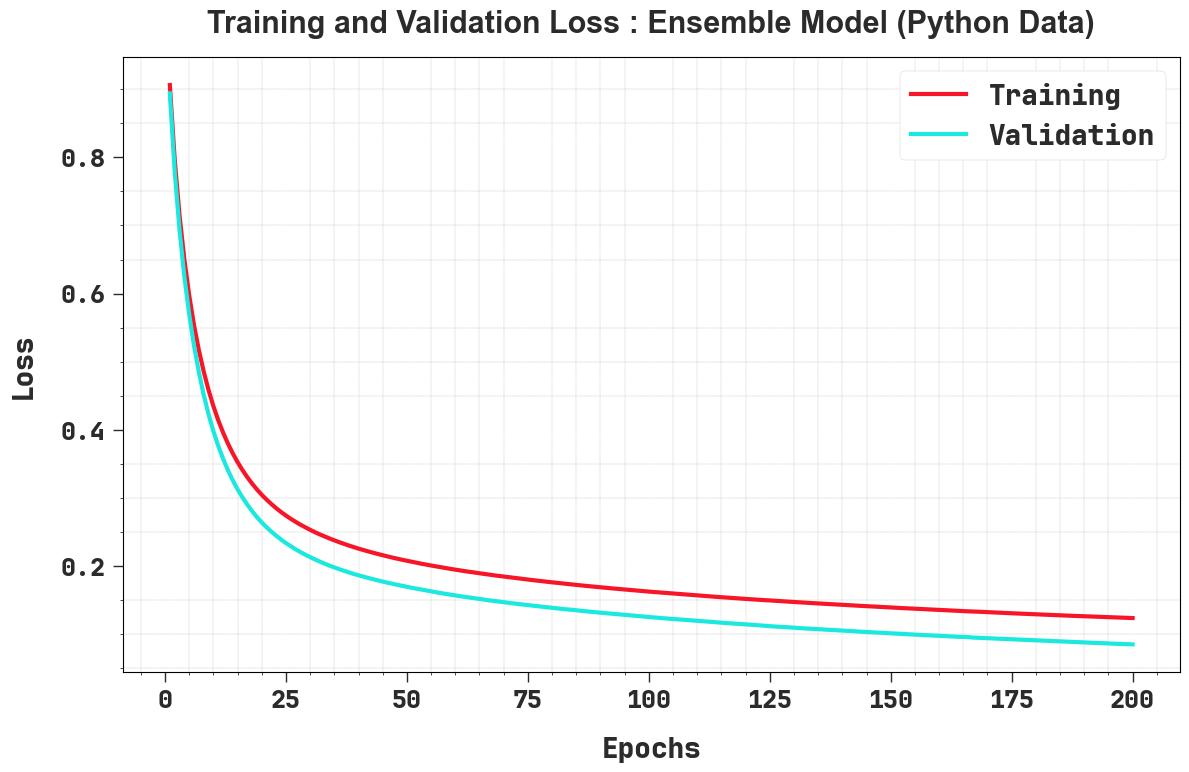 Training and Validation Loss : Ensemble Model (Python Data)
Training
Validation
0.8
0.6
0.4
0.2
Loss
0 25 50 75 100 125 150 175 200
Epochs